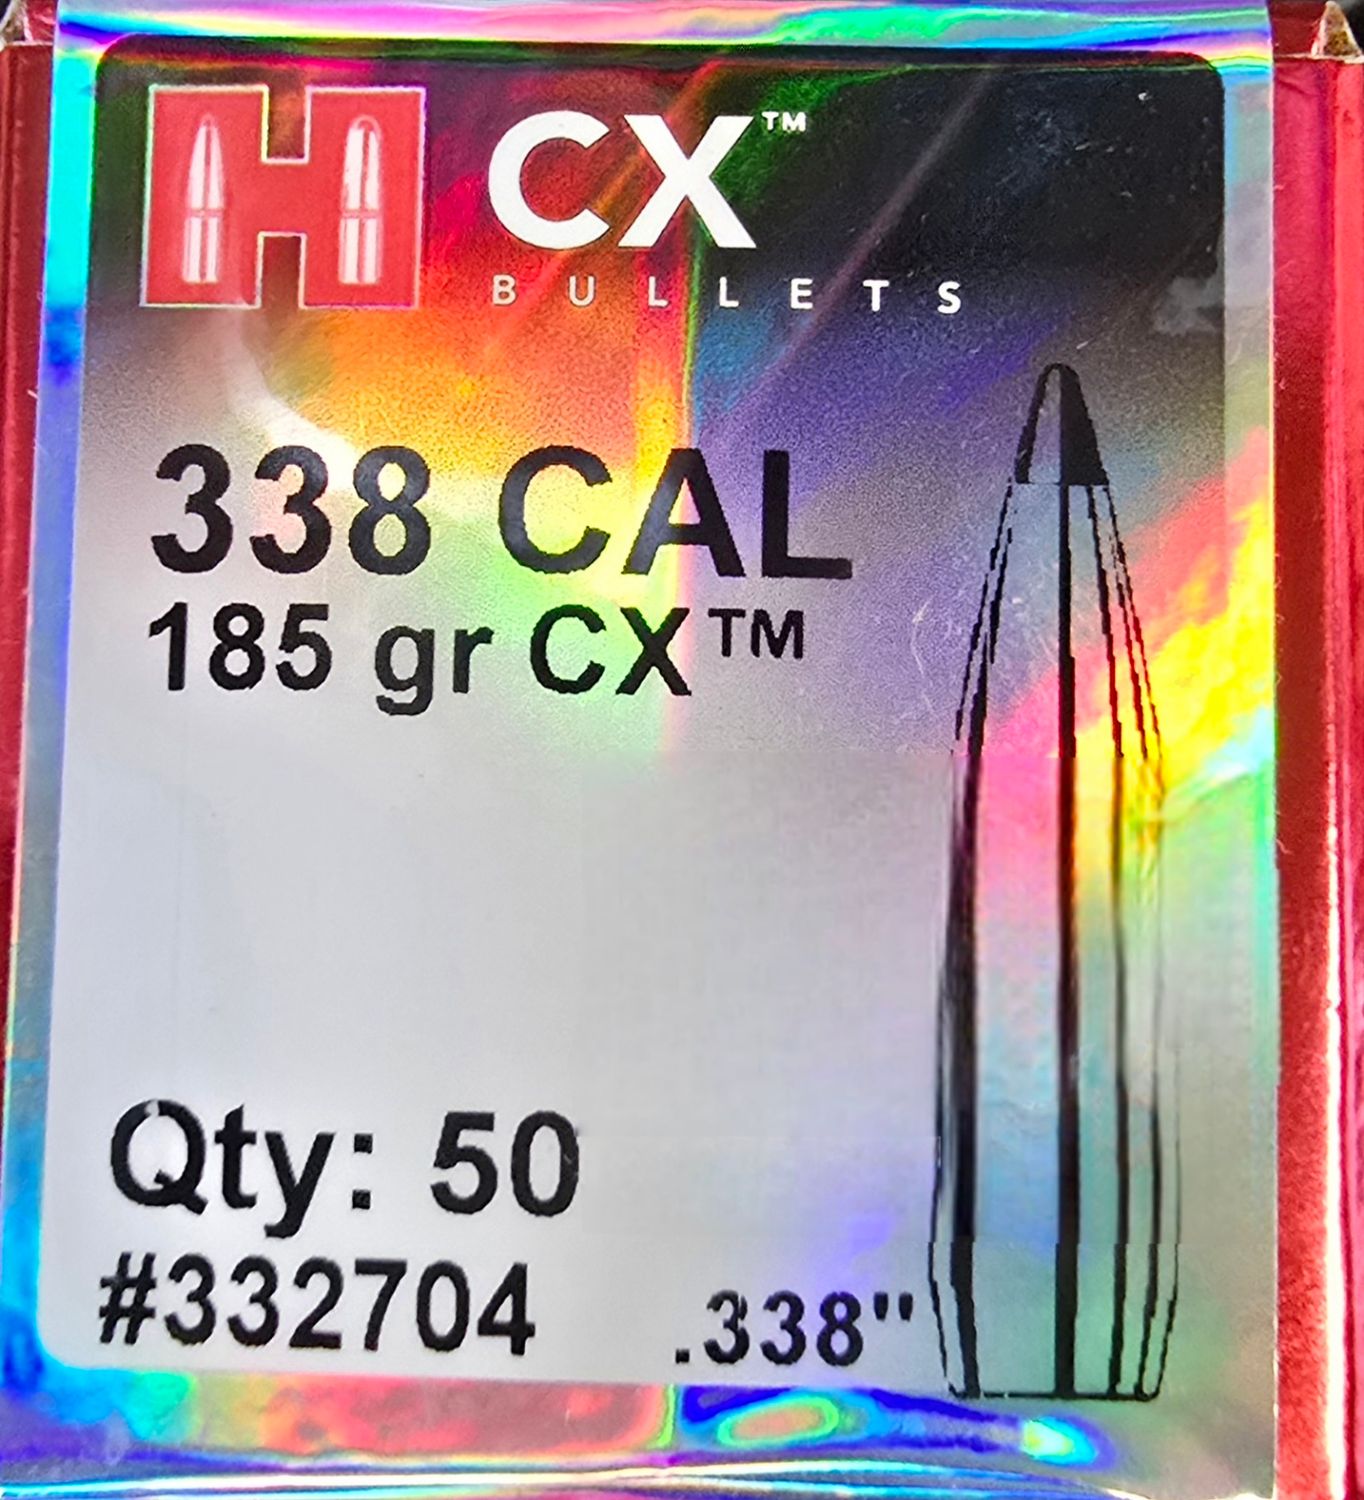 H CX™
BULLETS
338 CAL
185 gr CX™
Qty: 50
#332704
.338"